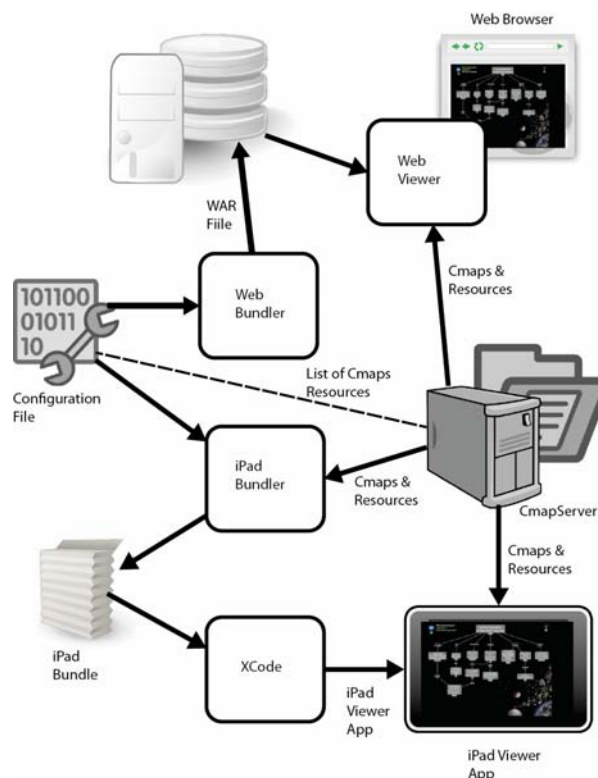 Web Browser
Web
Viewer
WAR
Fiile
101100
01011
10
Web
Bundler
Cmaps &
Resources
List of Cmaps
Resources
Configuration
File
iPad
Bundler
Cmaps &
Resources
CmapServer
Cmaps &
Resources
iPad
Bundle
XCode
iPad
Viewer
App
iPad Viewer
App